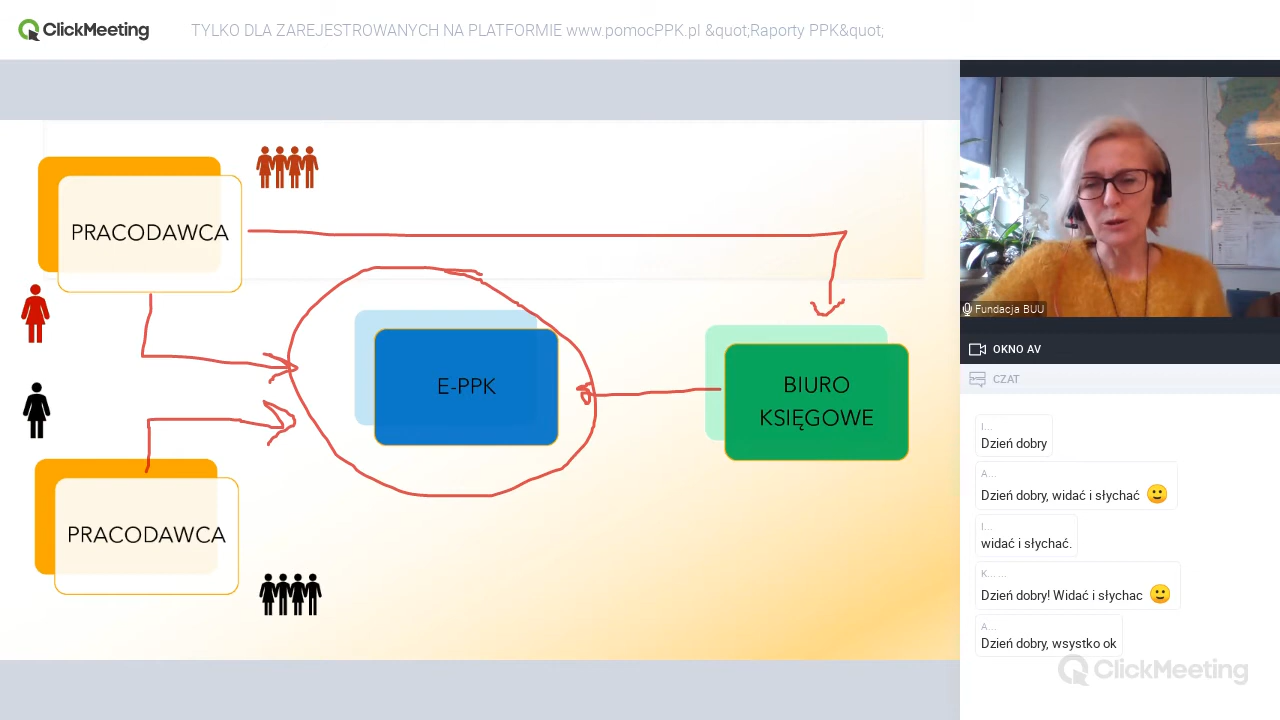 ClickMeeting
TYLKO DLA ZAREJESTROWANYCH NA PLATFORMIE www.pomocPPK.pl &quot;Raporty PPK&quot;
PRACODAWCA
E-PPK
BIURO
KSIĘGOWE
PRACODAWCA
Fundacja BUU
OKNO AV
CZAT
I...
Dzień dobry
A...
Dzień dobry, widać i słychać 🙂
I...
widać i słychać.
K... ...
Dzień dobry! Widać i słychac 🙂
A...
Dzień dobry, wsystko ok
ClickMeeting